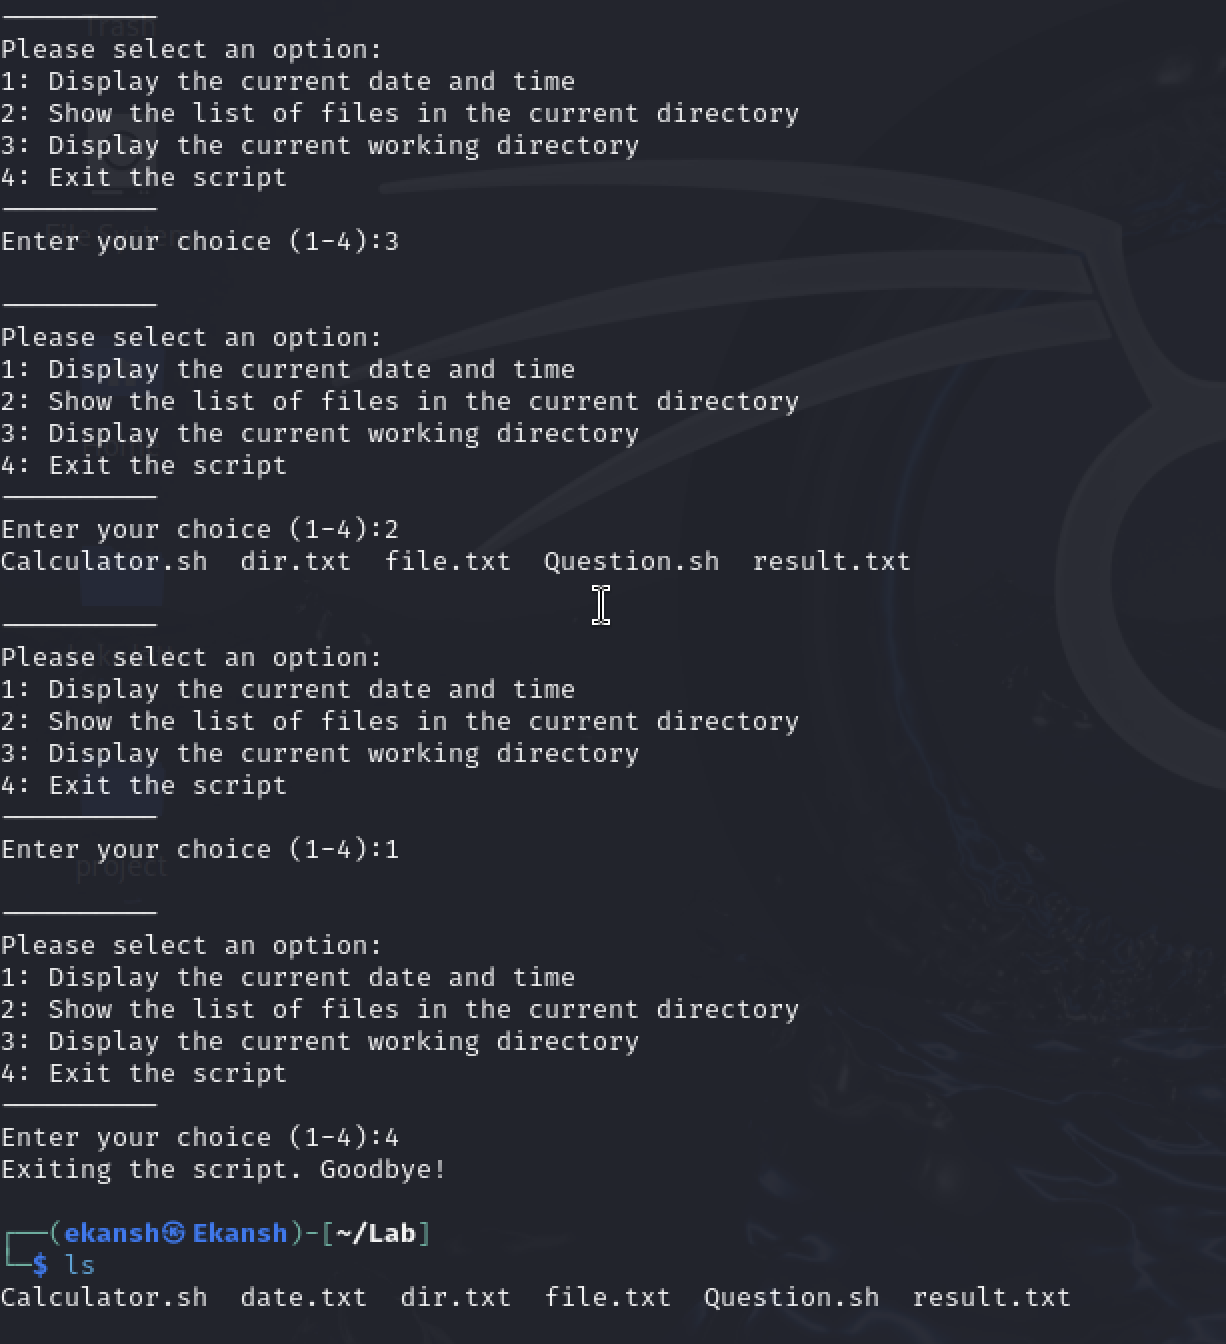 Trash
──────────
Please select an option:
1: Display the current date and time
2: Show the list of files in the current directory
3: Display the current working directory
4: Exit the script
──────────
File System
Enter your choice (1-4):3
──────────
Please select an option:
1: Display the current date and time
2: Show the list of files in the current directory
3: Display the current working directory
Home
4: Exit the script
──────────
Enter your choice (1-4):2
Calculator.sh  dir.txt  file.txt  Question.sh  result.txt
──────────
Please select an option:
1: Display the current date and time
2: Show the list of files in the current directory
3: Display the current working directory
4: Exit the script
──────────
Enter your choice (1-4):1
project
──────────
Please select an option:
1: Display the current date and time
2: Show the list of files in the current directory
3: Display the current working directory
4: Exit the script
──────────
Enter your choice (1-4):4
Exiting the script. Goodbye!
┌──(ekansh㉿Ekansh)-[~/Lab]
└─$ ls
Calculator.sh  date.txt  dir.txt  file.txt  Question.sh  result.txt